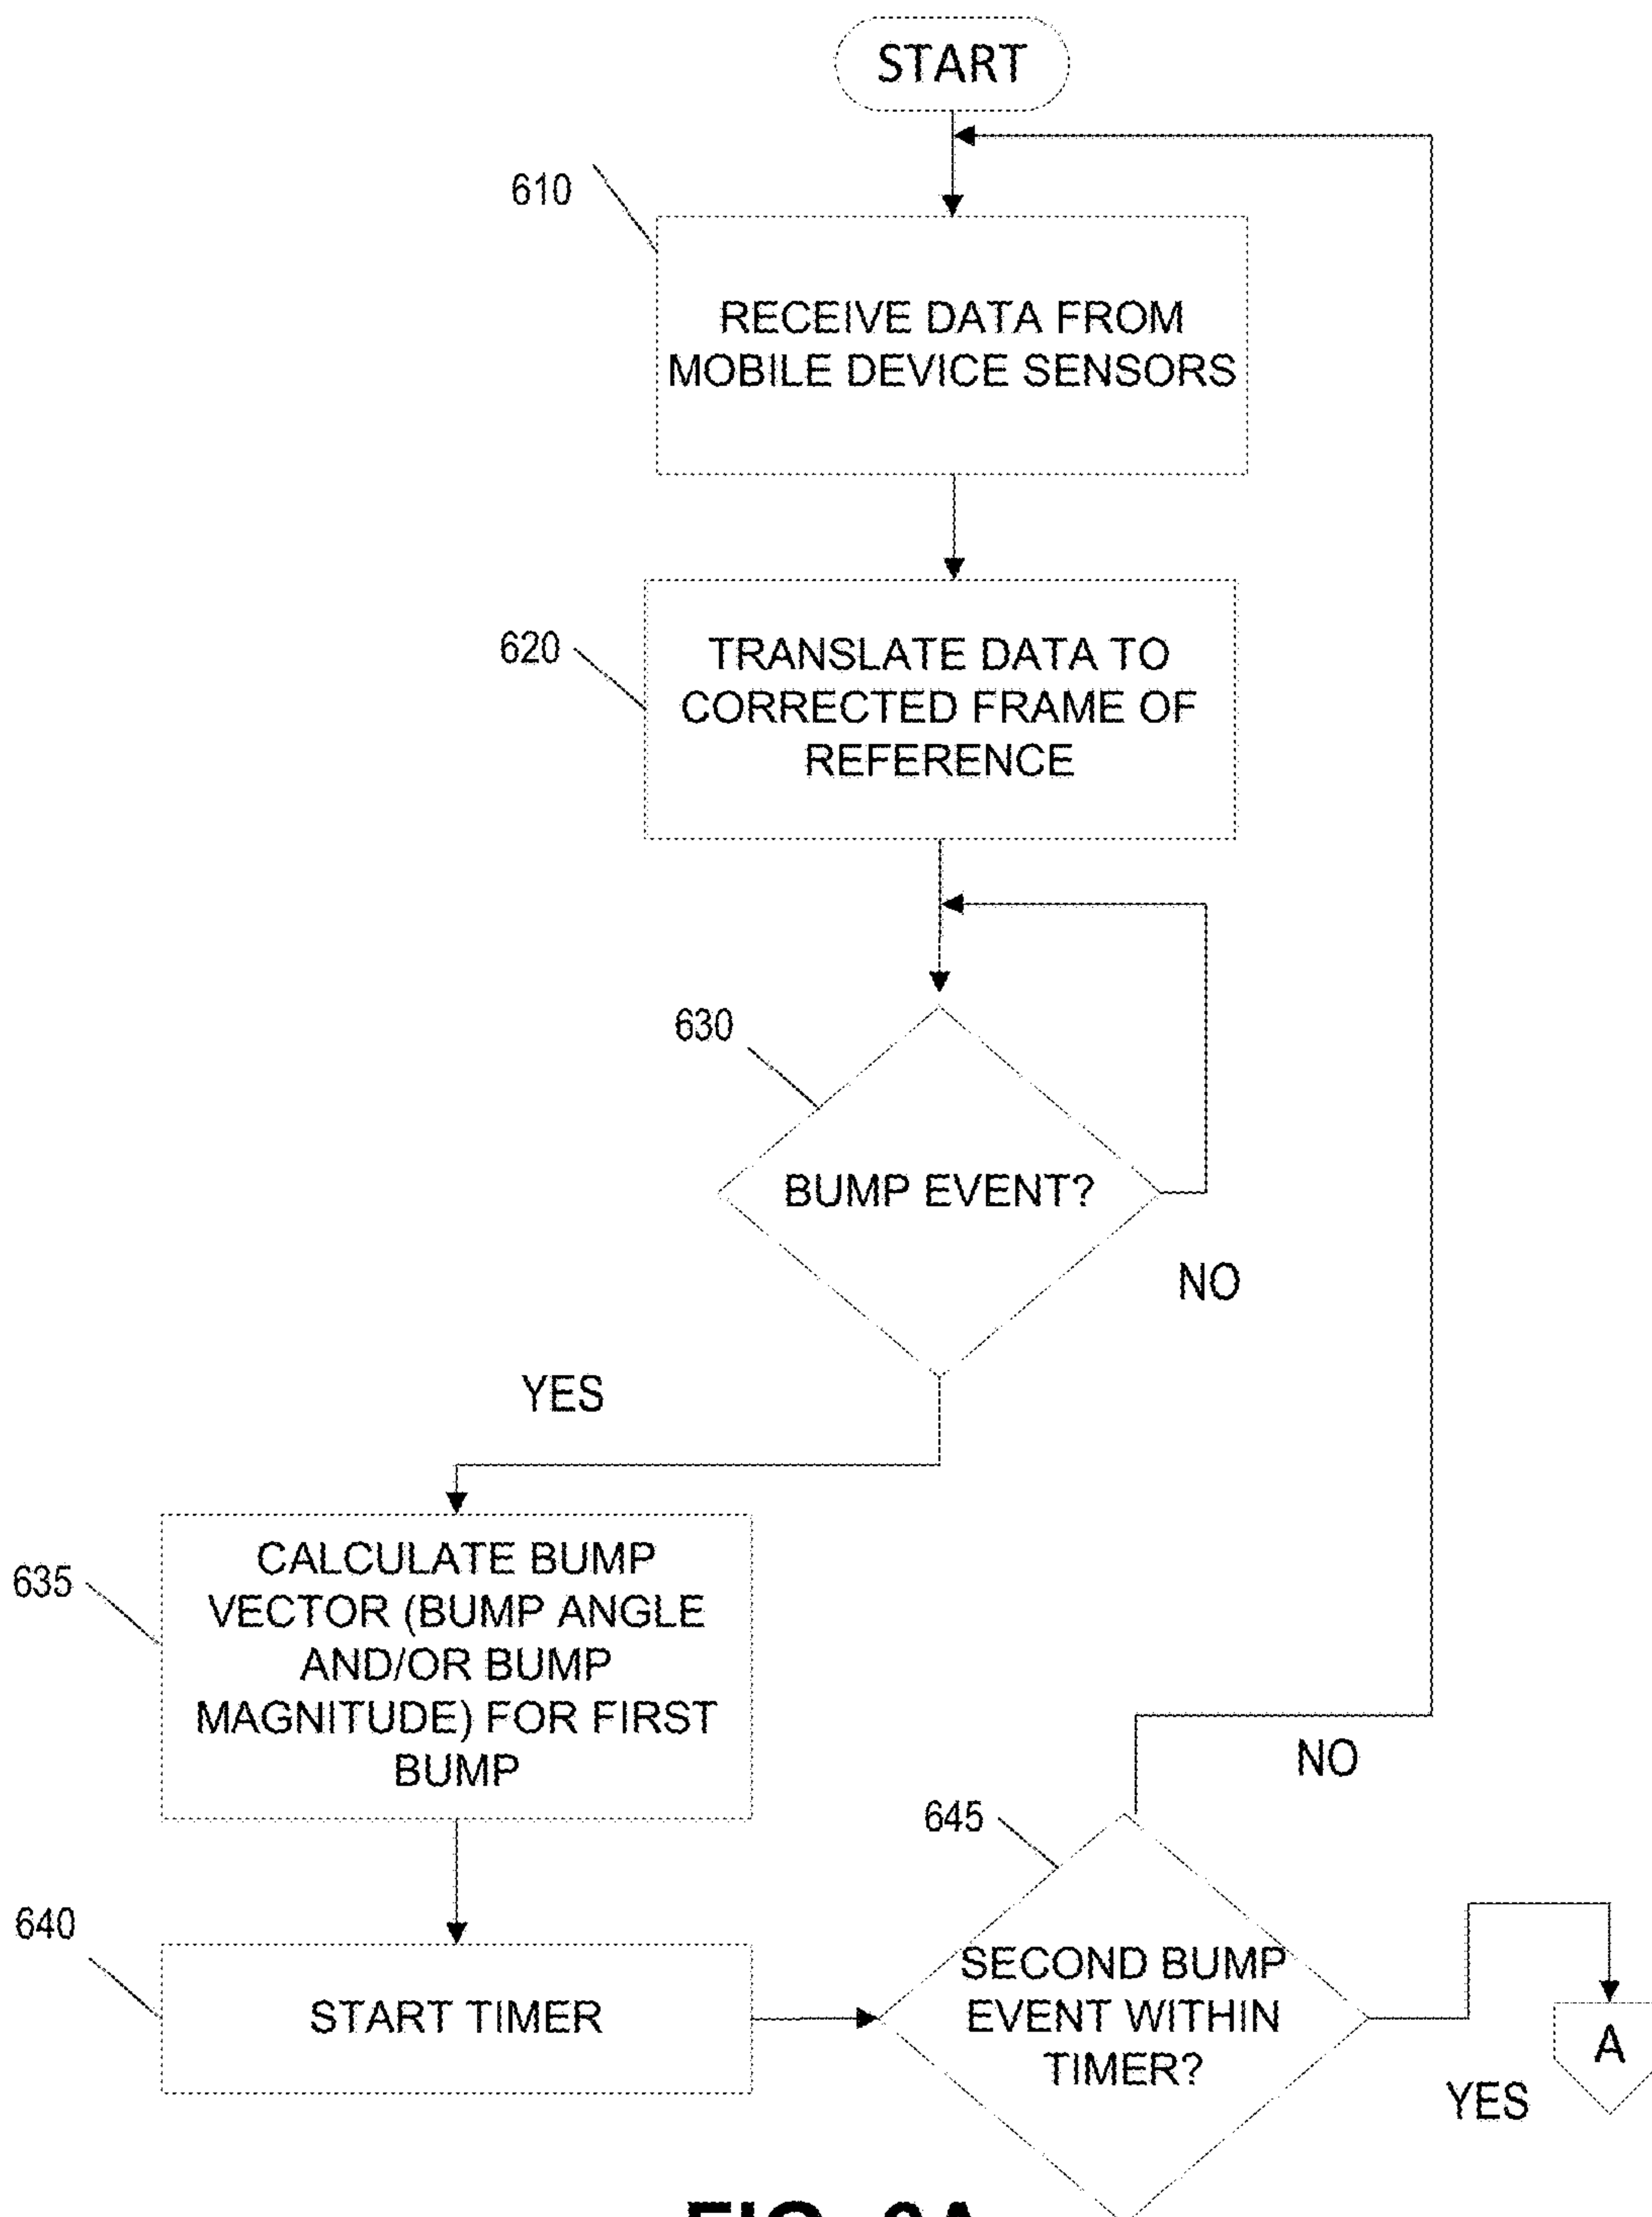 START
610
RECEIVE DATA FROM
MOBILE DEVICE SENSORS
620
TRANSLATE DATA TO
CORRECTED FRAME OF
REFERENCE
630
BUMP EVENT?
NO
YES
635
CALCULATE BUMP
VECTOR (BUMP ANGLE
AND/OR BUMP
MAGNITUDE) FOR FIRST
BUMP
NO
645
640
START TIMER
SECOND BUMP
EVENT WITHIN
TIMER?
A
YES